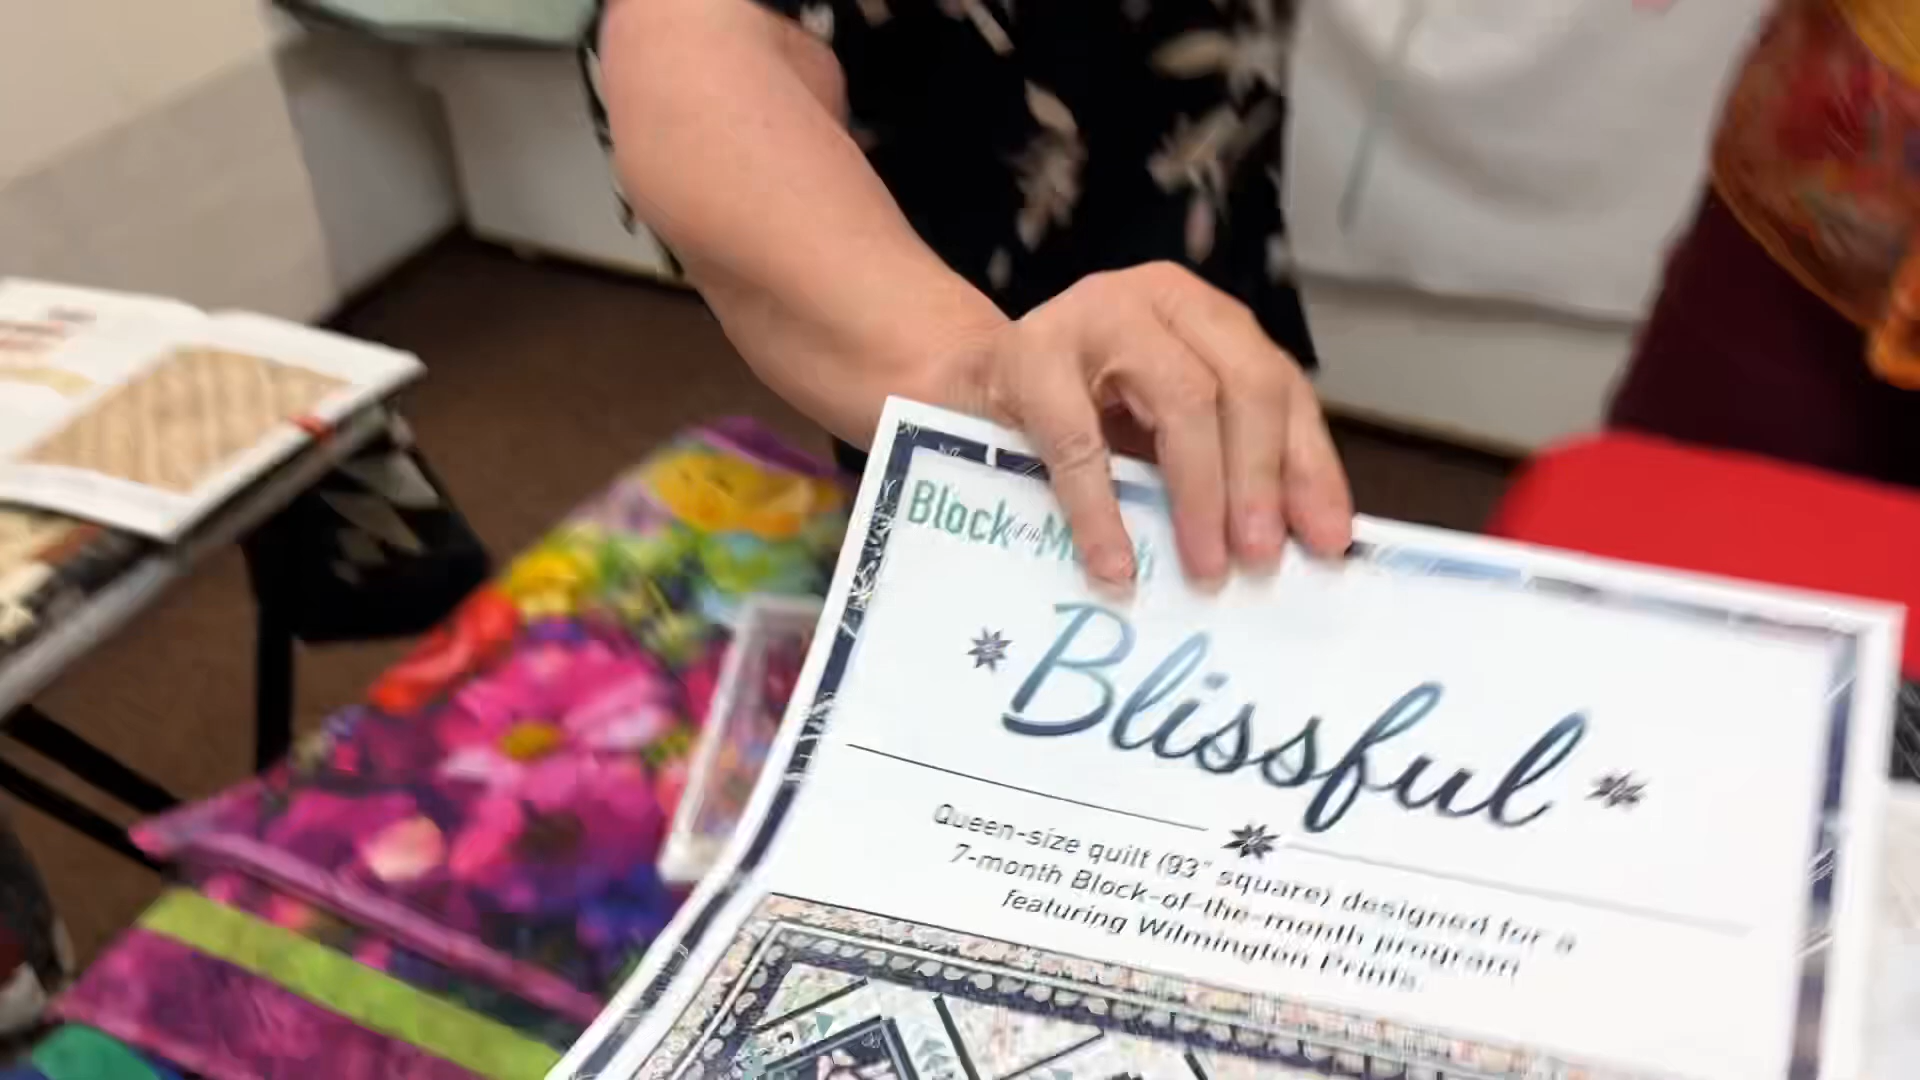 Block of the Month
Blissful
Queen-size quilt (93" square) designed for a
7-month Block-of-the-month program
featuring Wilmington Prints.